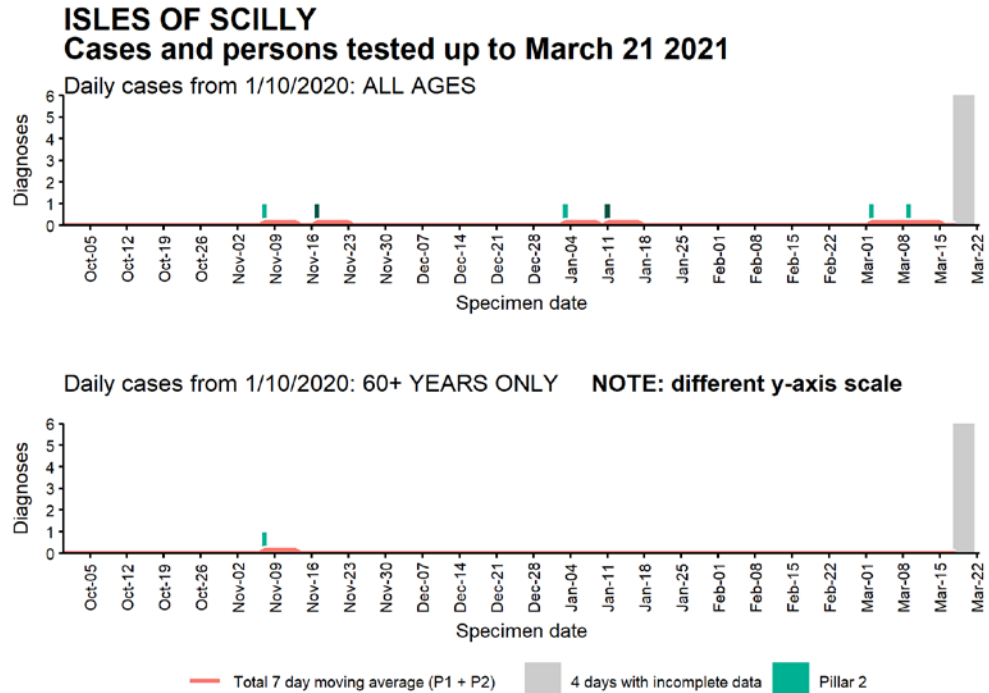 ISLES OF SCILLY
Cases and persons tested up to March 21 2021
Daily cases from 1/10/2020: ALL AGES
Diagnoses
6
5
4
3
2
1
0
Oct-05 Oct-12 Oct-19 Oct-26 Nov-02 Nov-09 Nov-16 Nov-23 Nov-30 Dec-07 Dec-14 Dec-21 Dec-28 Jan-04 Jan-11 Jan-18 Jan-25 Feb-01 Feb-08 Feb-15 Feb-22 Mar-01 Mar-08 Mar-15 Mar-22
Specimen date
Daily cases from 1/10/2020: 60+ YEARS ONLY NOTE: different y-axis scale
Diagnoses
6
5
4
3
2
1
0
Oct-05 Oct-12 Oct-19 Oct-26 Nov-02 Nov-09 Nov-16 Nov-23 Nov-30 Dec-07 Dec-14 Dec-21 Dec-28 Jan-04 Jan-11 Jan-18 Jan-25 Feb-01 Feb-08 Feb-15 Feb-22 Mar-01 Mar-08 Mar-15 Mar-22
Specimen date
Total 7 day moving average (P1 + P2) 4 days with incomplete data Pillar 2